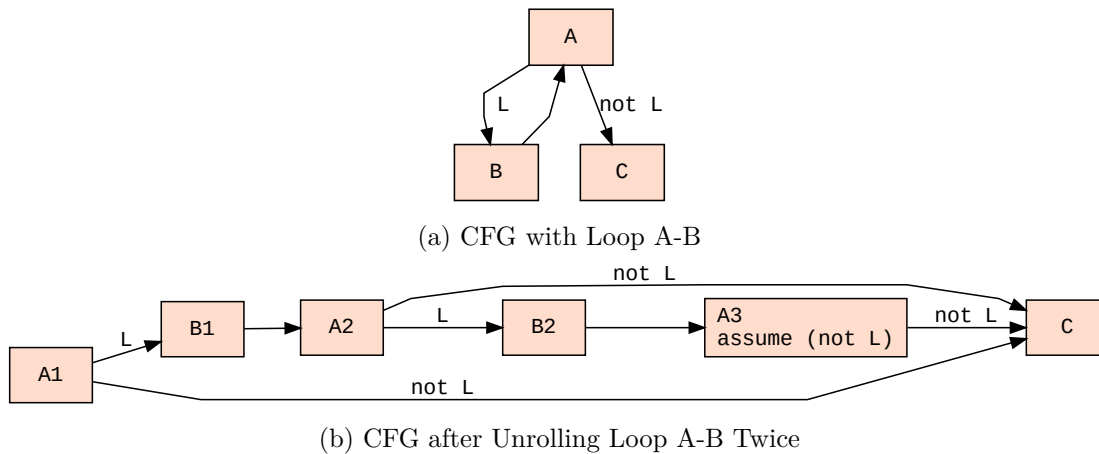 A
L
not L
B
C
(a) CFG with Loop A-B
not L
B1
A2
L
B2
A3
assume (not L)
not L
C
L
A1
not L
(b) CFG after Unrolling Loop A-B Twice